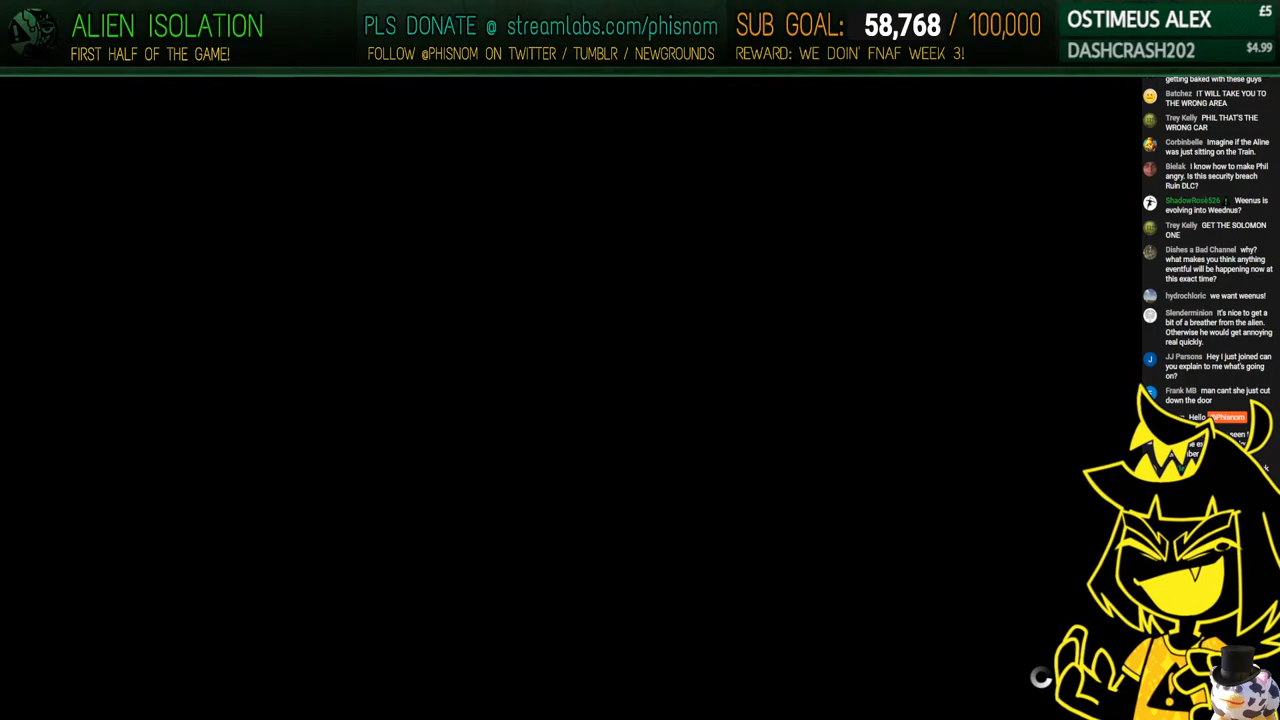 ALIEN ISOLATION
FIRST HALF OF THE GAME!
PLS DONATE @ streamlabs.com/phisnom
FOLLOW @PHISNOM ON TWITTER / TUMBLR / NEWGROUNDS
SUB GOAL: 58,768 / 100,000
REWARD: WE DOIN' FNAF WEEK 3!
OSTIMEUS ALEX £5
DASHCRASH202 $4.99
getting baked with these guys
Batchez IT WILL TAKE YOU TO
THE WRONG AREA
Trey Kelly PHIL THAT'S THE
WRONG CAR
Corbinbelle Imagine if the Aline
was just sitting on the Train.
Bielak I know how to make Phil
angry. Is this security breach
Ruin DLC?
ShadowRosè526 Weenus is
evolving into Weednus?
Trey Kelly GET THE SOLOMON
ONE
Dishes a Bad Channel why?
what makes you think anything
eventful will be happening now at
this exact time?
hydrochloric we want weenus!
Slenderminion It's nice to get a
bit of a breather from the alien.
Otherwise he would get annoying
real quickly.
J JJ Parsons Hey I just joined can
you explain to me what's going
on?
Frank MB man cant she just cut
down the door
Hello @Phisnom
seen